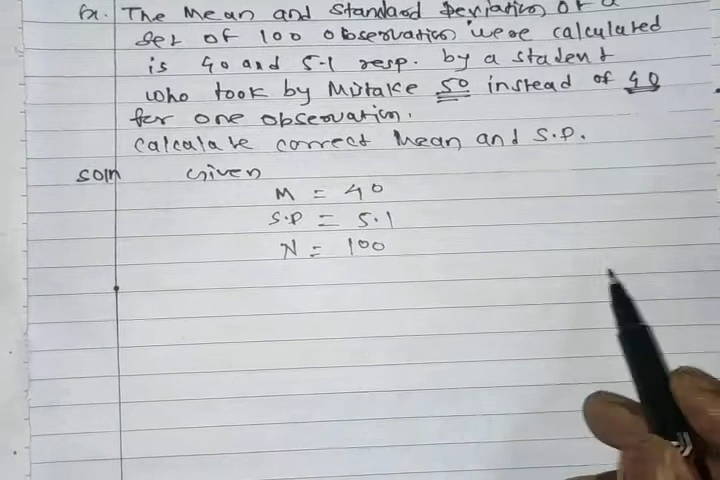 Ex. The Mean and Standard Deviation of a
set of 100 observation were calculated
is 40 and 5.1 resp. by a student
who took by Mistake 50 instead of 40
for one observation.
Calculate correct Mean and S.D.
Soln Given
M = 40
S.D = 5.1
N = 100